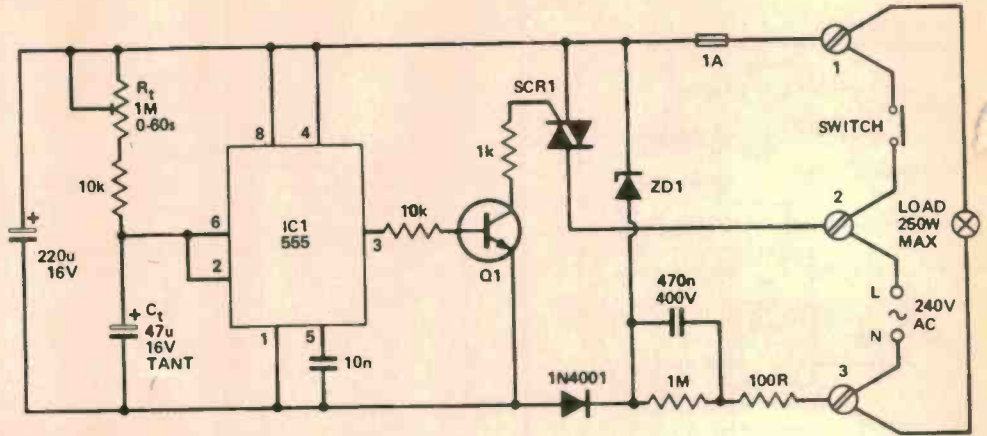 1A
1
SCR1
Rt
1M
0-60s
8
4
1k
SWITCH
10k
ZD1
2
LOAD
250W
MAX
6
IC1
555
3
10k
2
Q1
220u
16V
470n
400V
L
240V
AC
N
+
Ct
47u
16V
TANT
+
1
5
10n
1N4001
1M
100R
3